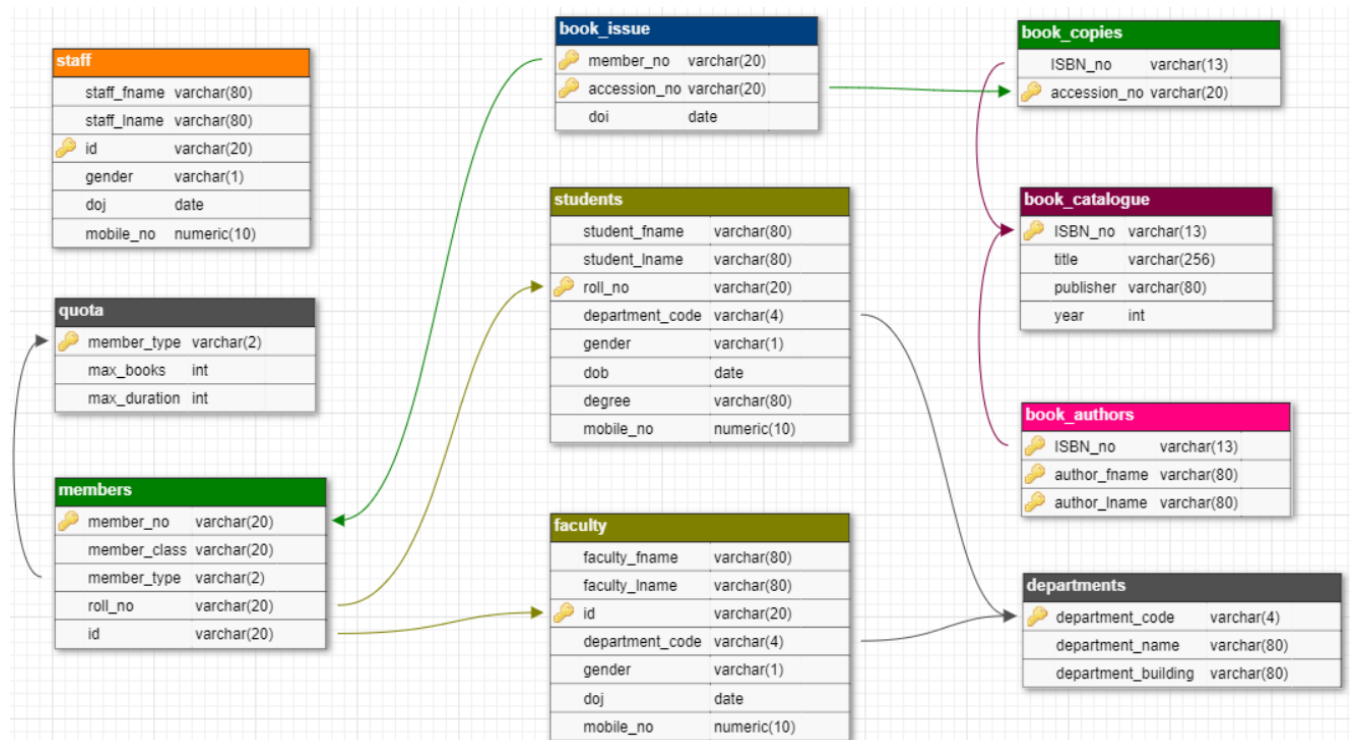 staff
staff_fname varchar(80)
staff_lname varchar(80)
id varchar(20)
gender varchar(1)
doj date
mobile_no numeric(10)
quota
member_type varchar(2)
max_books int
max_duration int
members
member_no varchar(20)
member_class varchar(20)
member_type varchar(2)
roll_no varchar(20)
id varchar(20)
book_issue
member_no varchar(20)
accession_no varchar(20)
doi date
students
student_fname varchar(80)
student_lname varchar(80)
roll_no varchar(20)
department_code varchar(4)
gender varchar(1)
dob date
degree varchar(80)
mobile_no numeric(10)
faculty
faculty_fname varchar(80)
faculty_lname varchar(80)
id varchar(20)
department_code varchar(4)
gender varchar(1)
doj date
mobile_no numeric(10)
book_copies
ISBN_no varchar(13)
accession_no varchar(20)
book_catalogue
ISBN_no varchar(13)
title varchar(256)
publisher varchar(80)
year int
book_authors
ISBN_no varchar(13)
author_fname varchar(80)
author_lname varchar(80)
departments
department_code varchar(4)
department_name varchar(80)
department_building varchar(80)